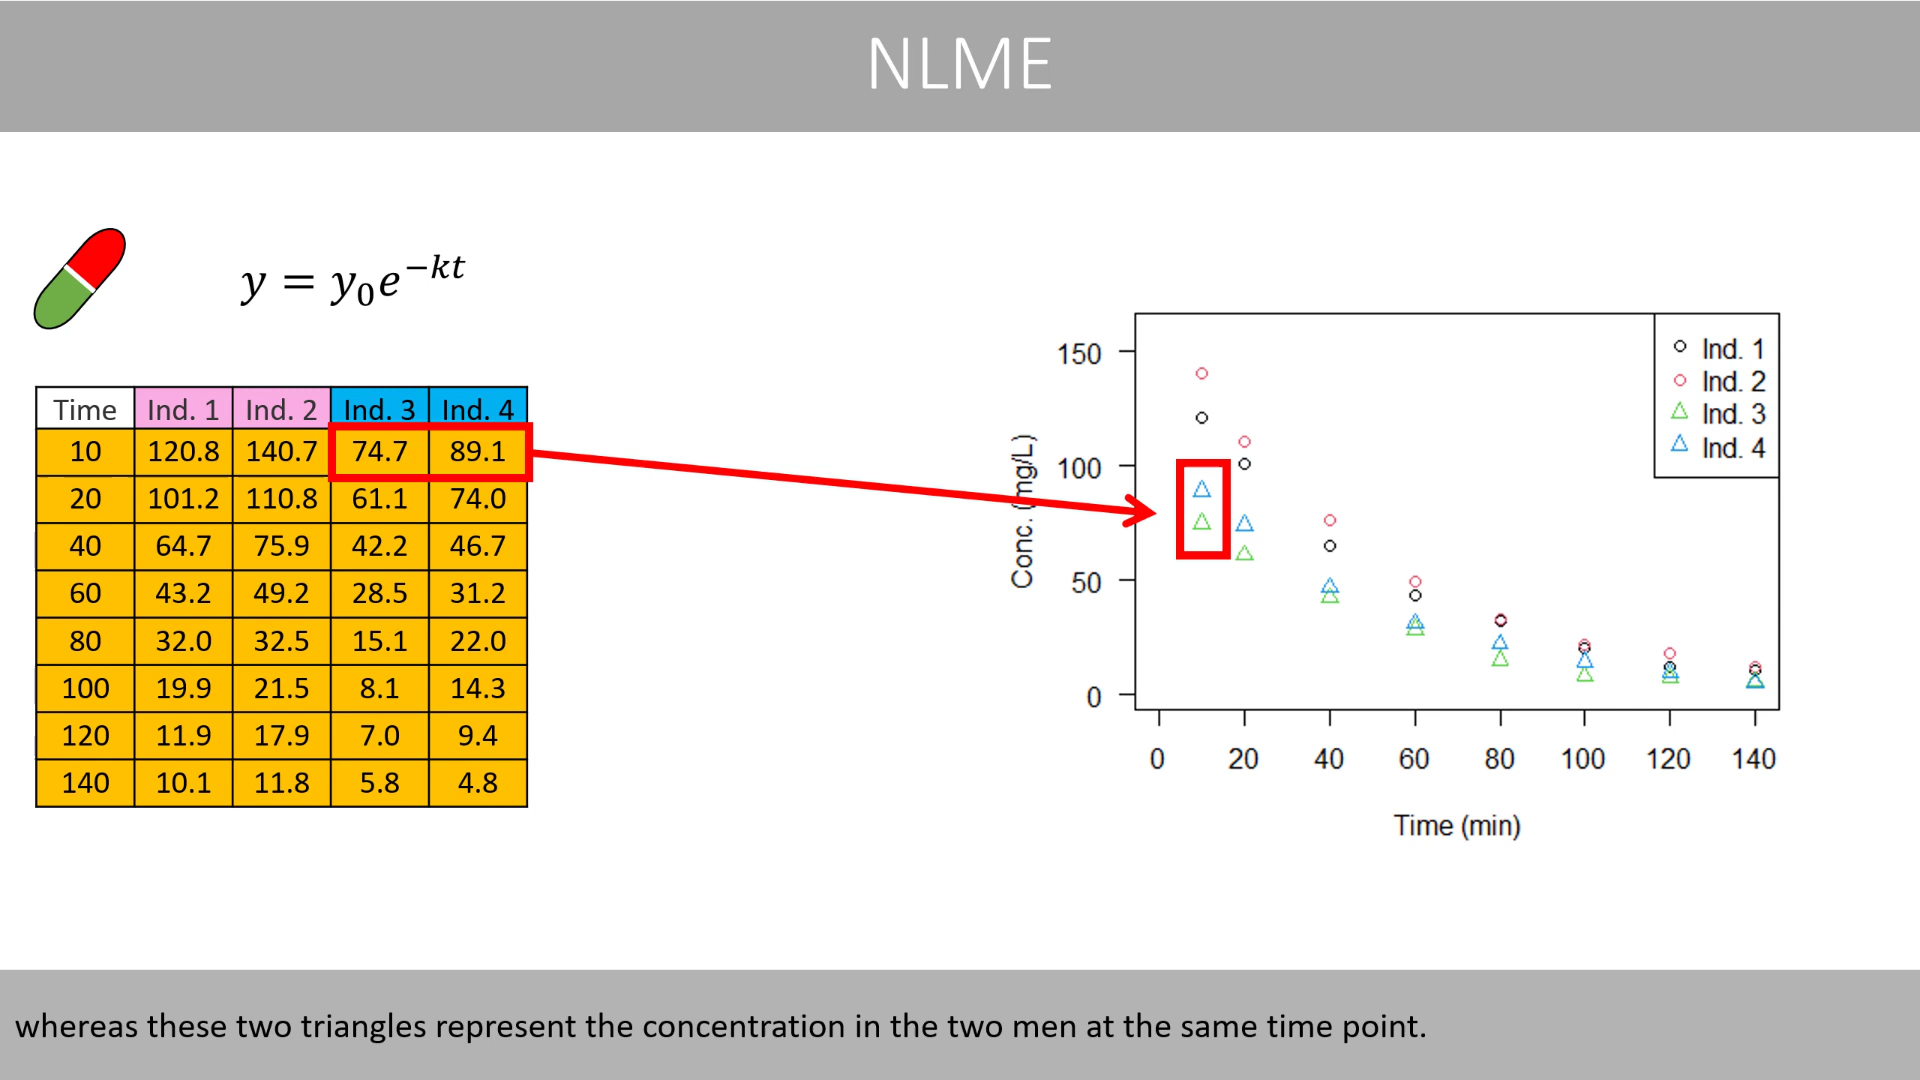 NLME
y = y₀e^{−kt}
Time Ind. 1 Ind. 2 Ind. 3 Ind. 4
10 120.8 140.7 74.7 89.1
20 101.2 110.8 61.1 74.0
40 64.7 75.9 42.2 46.7
60 43.2 49.2 28.5 31.2
80 32.0 32.5 15.1 22.0
100 19.9 21.5 8.1 14.3
120 11.9 17.9 7.0 9.4
140 10.1 11.8 5.8 4.8
Conc. (mg/L)
150
100
50
0
0 20 40 60 80 100 120 140
Time (min)
Ind. 1
Ind. 2
Ind. 3
Ind. 4
whereas these two triangles represent the concentration in the two men at the same time point.